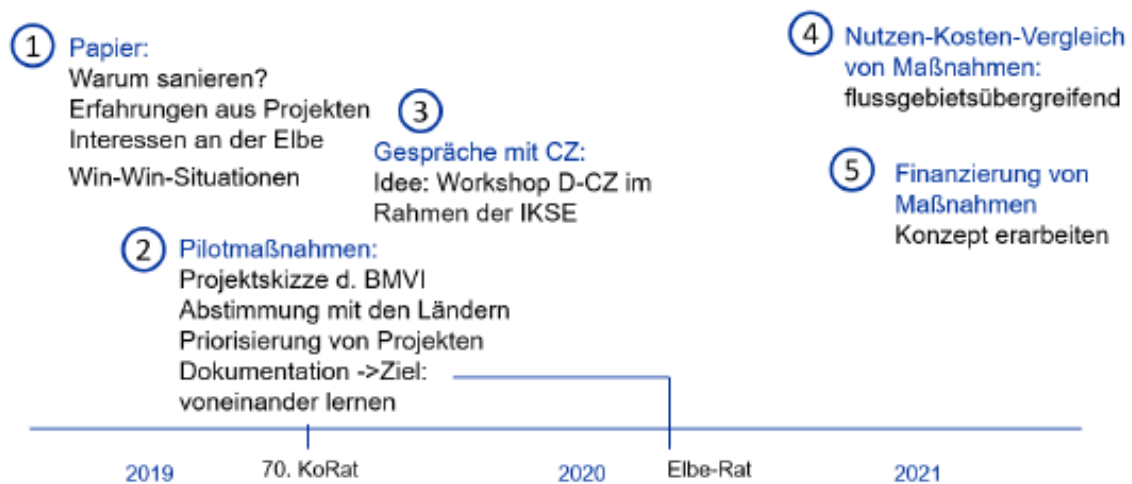 1 Papier:
Warum sanieren?
Erfahrungen aus Projekten
Interessen an der Elbe
Win-Win-Situationen
2 Pilotmaßnahmen:
Projektskizze d. BMVI
Abstimmung mit den Ländern
Priorisierung von Projekten
Dokumentation ->Ziel:
voneinander lernen
3
Gespräche mit CZ:
Idee: Workshop D-CZ im
Rahmen der IKSE
4 Nutzen-Kosten-Vergleich
von Maßnahmen:
flussgebietsübergreifend
5 Finanzierung von
Maßnahmen
Konzept erarbeiten
2019 70. KoRat 2020 Elbe-Rat 2021